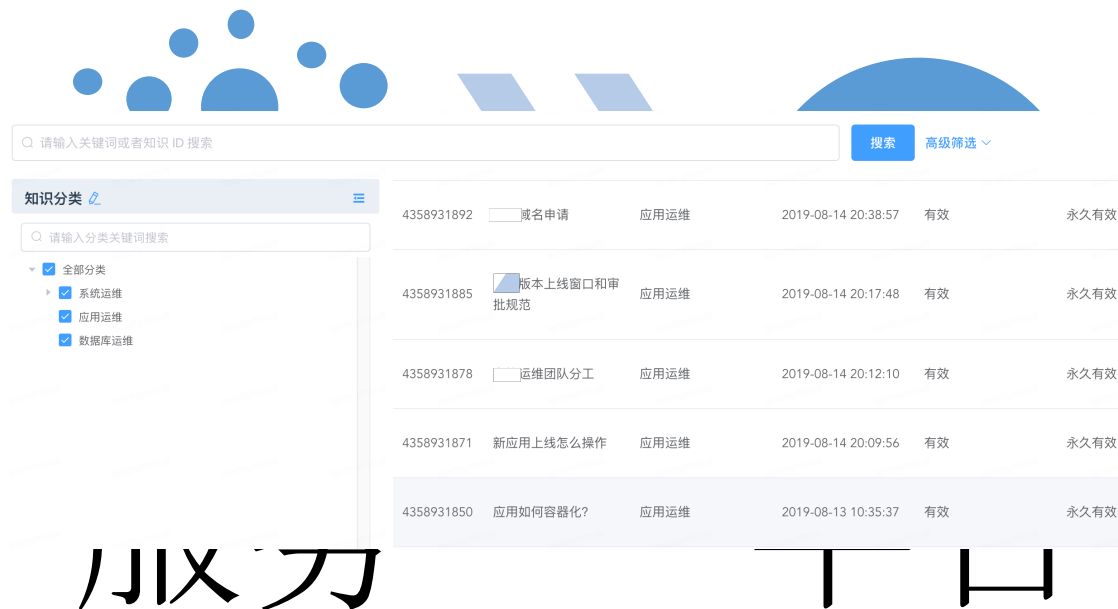 请输入关键词或者知识 ID 搜索
搜索
高级筛选
知识分类
请输入分类关键词搜索
全部分类
系统运维
应用运维
数据库运维
4358931892 域名申请 应用运维 2019-08-14 20:38:57 有效 永久有效
4358931885 版本上线窗口和审批规范 应用运维 2019-08-14 20:17:48 有效 永久有效
4358931878 运维团队分工 应用运维 2019-08-14 20:12:10 有效 永久有效
4358931871 新应用上线怎么操作 应用运维 2019-08-14 20:09:56 有效 永久有效
4358931850 应用如何容器化? 应用运维 2019-08-13 10:35:37 有效 永久有效
服务